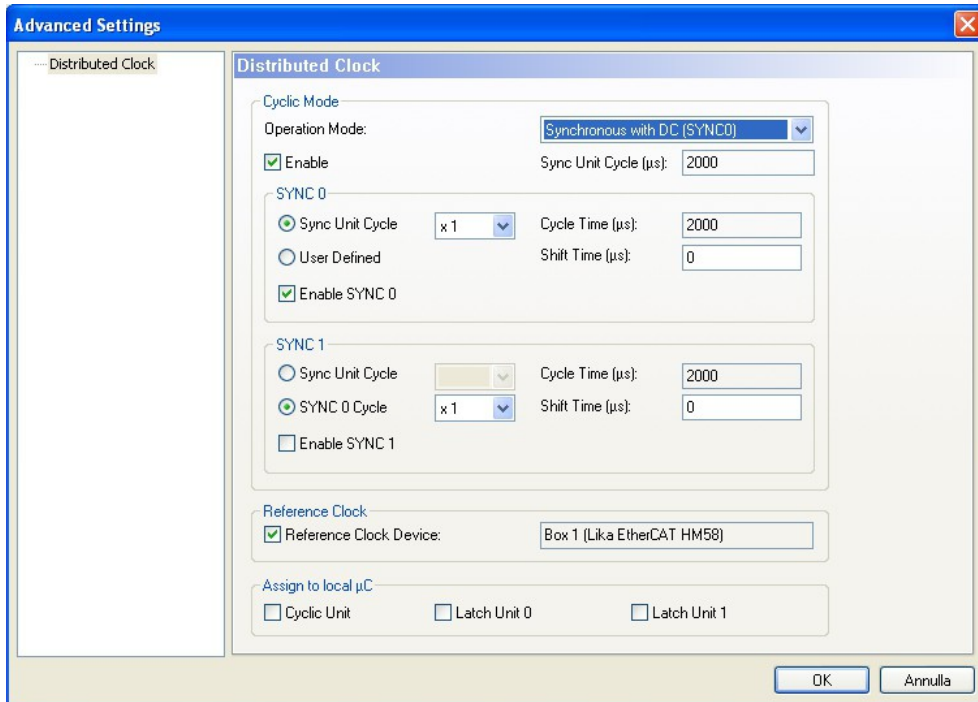 Advanced Settings
Distributed Clock
Distributed Clock
Cyclic Mode
Operation Mode: Synchronous with DC (SYNC0)
Enable Sync Unit Cycle (µs): 2000
SYNC 0
Sync Unit Cycle x 1 Cycle Time (µs): 2000
User Defined Shift Time (µs): 0
Enable SYNC 0
SYNC 1
Sync Unit Cycle Cycle Time (µs): 2000
SYNC 0 Cycle x 1 Shift Time (µs): 0
Enable SYNC 1
Reference Clock
Reference Clock Device: Box 1 (Lika EtherCAT HM58)
Assign to local µC
Cyclic Unit Latch Unit 0 Latch Unit 1
OK Annulla